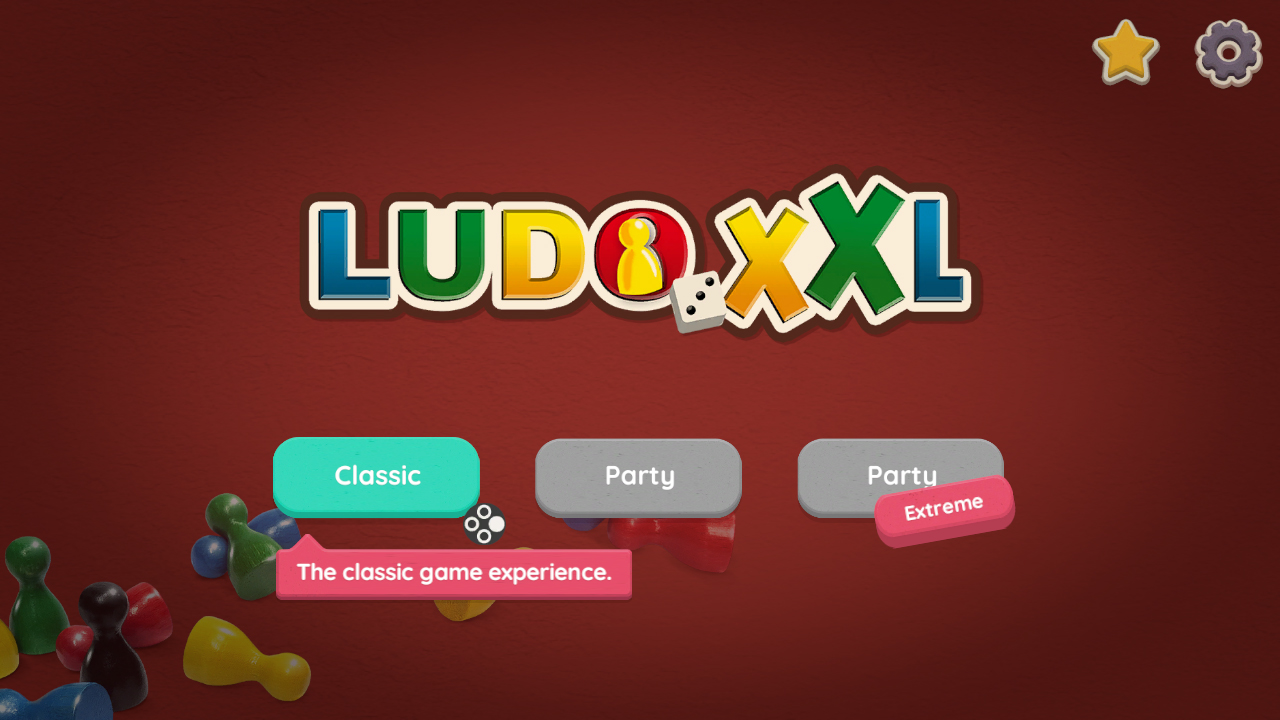 LUDO XXL
Classic
Party
Party
Extreme
The classic game experience.